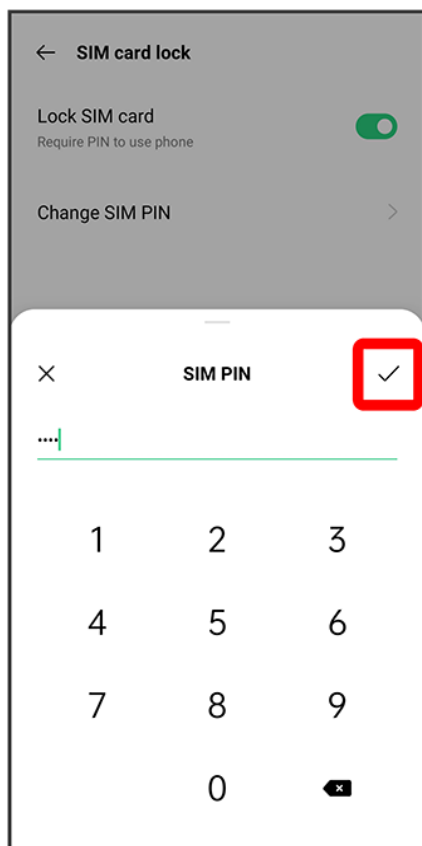 SIM card lock
Lock SIM card
Require PIN to use phone
Change SIM PIN
SIM PIN
····
1 2 3
4 5 6
7 8 9
0